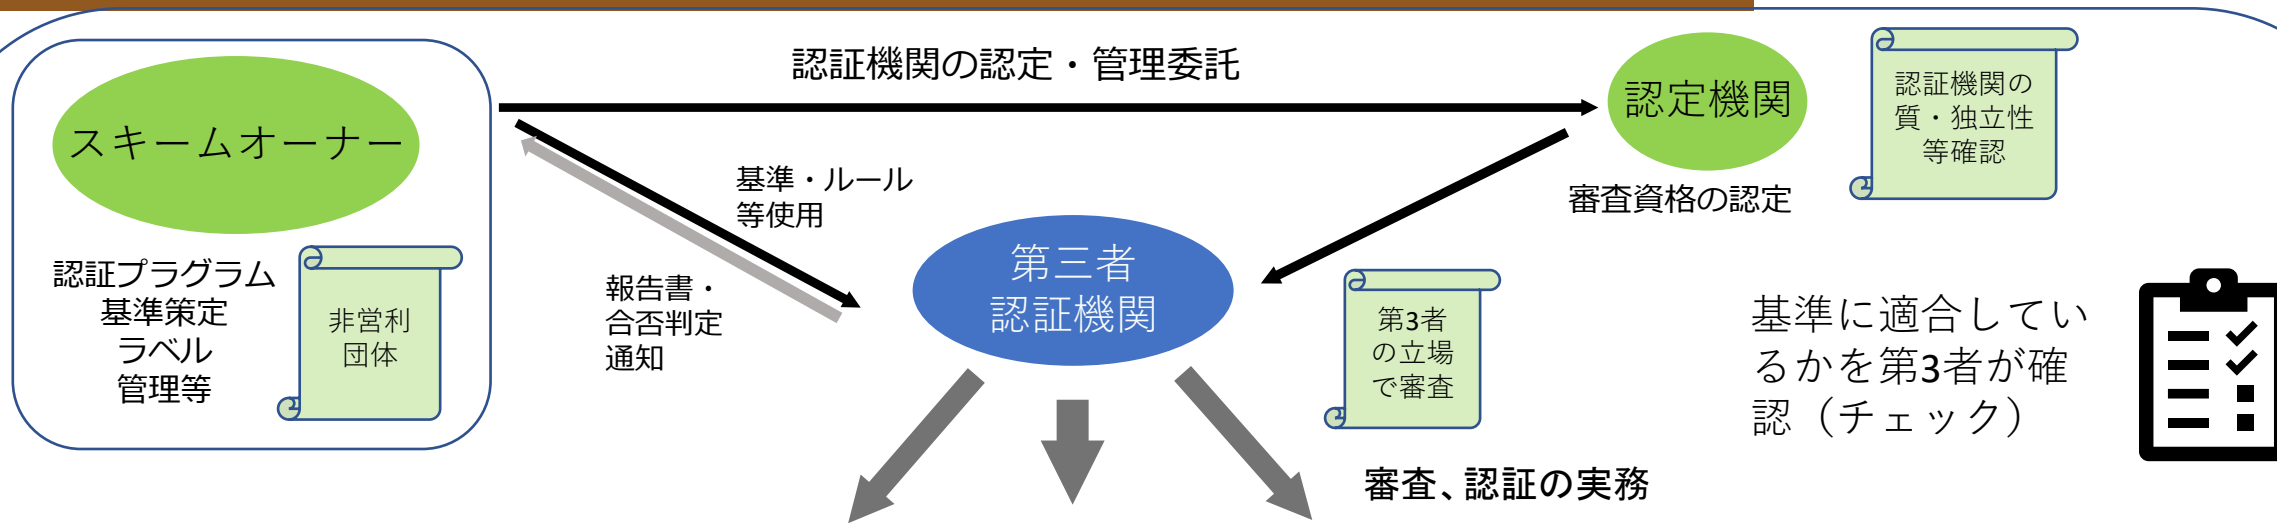 認証機関の認定・管理委託
スキームオーナー
認定機関
認証機関の
質・独立性
等確認
基準・ルール
等使用
審査資格の認定
認証プラグラム
基準策定
ラベル
管理等
非営利
団体
報告書・
合否判定
通知
第三者
認証機関
第3者
の立場
で審査
基準に適合してい
るかを第3者が確
認（チェック）
審査、認証の実務